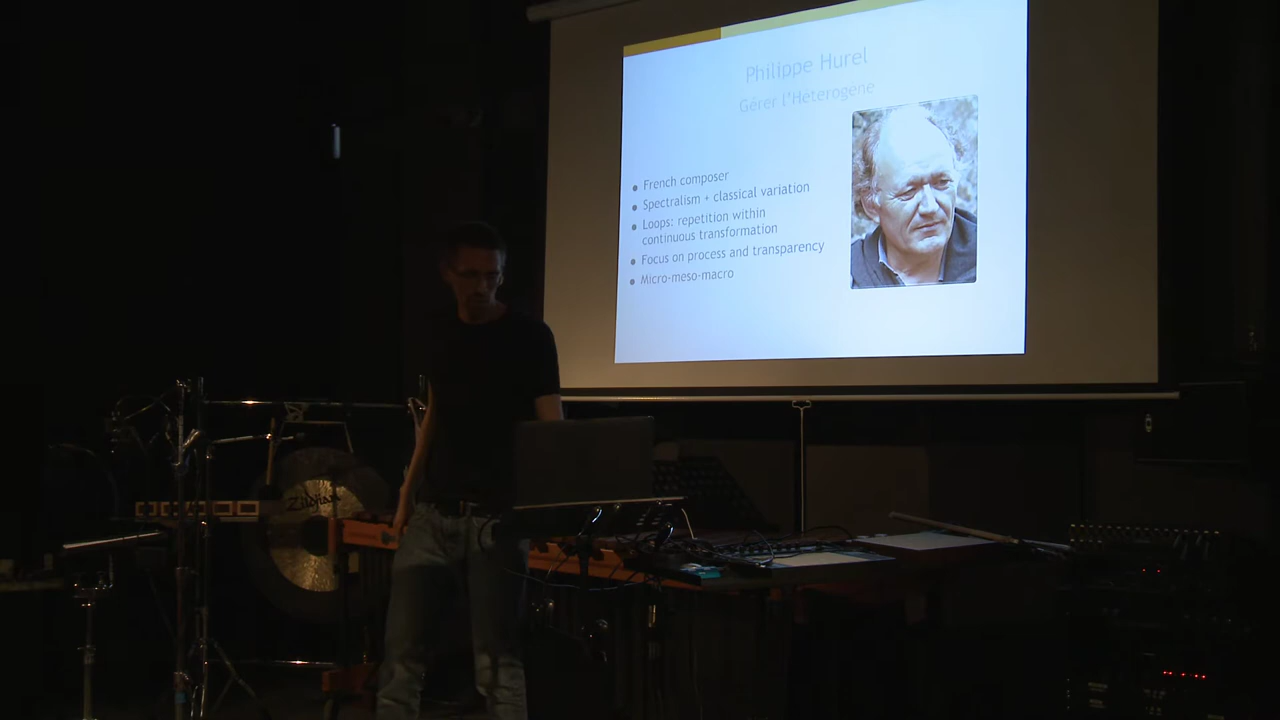 Philippe Hurel
Gérer l'Hétérogène
● French composer
● Spectralism + classical variation
● Loops: repetition within
continuous transformation
● Focus on process and transparency
● Micro-meso-macro
Zildjian